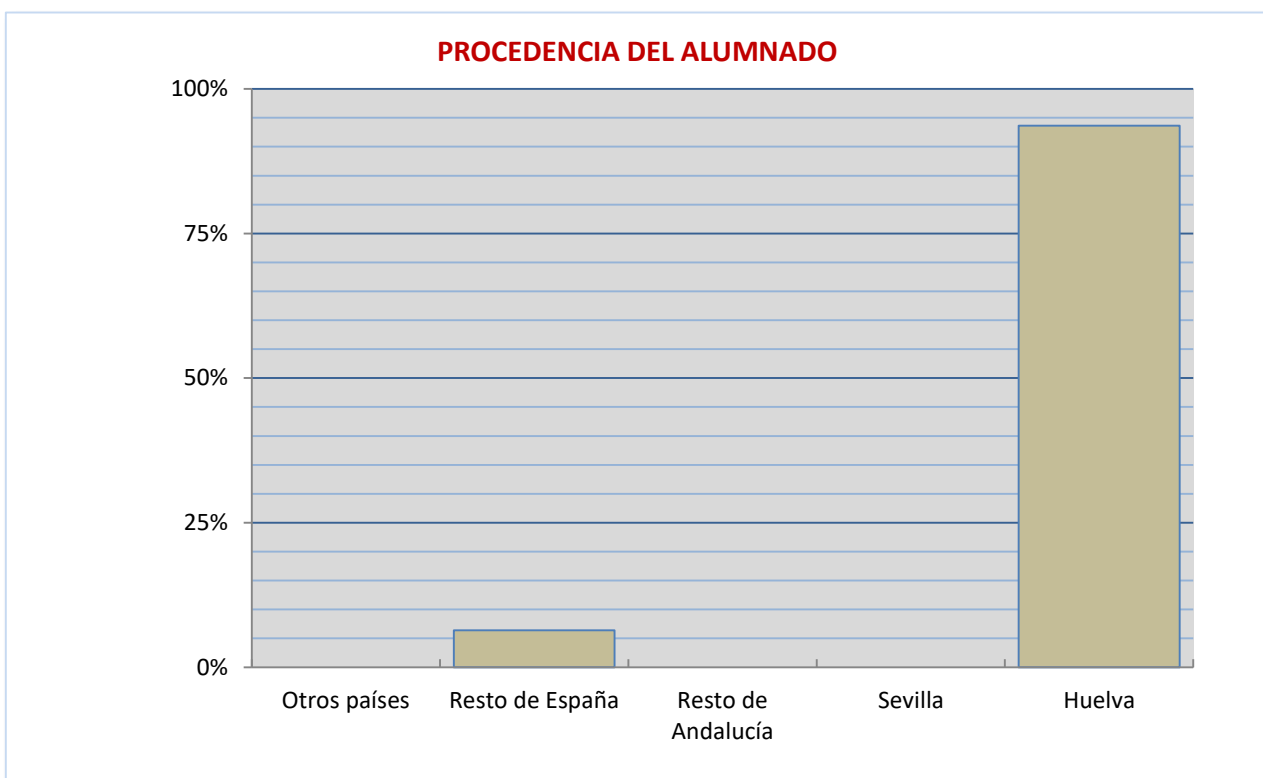 PROCEDENCIA DEL ALUMNADO
100%
75%
50%
25%
0%
Otros países
Resto de España
Resto de
Andalucía
Sevilla
Huelva